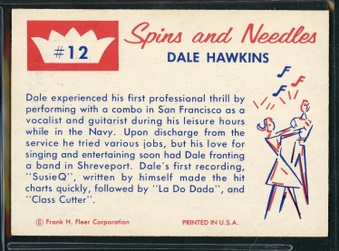 #12
Spins and Needles
DALE HAWKINS
Dale experienced his first professional thrill by
performing with a combo in San Francisco as a
vocalist and guitarist during his leisure hours
while in the Navy. Upon discharge from the
service he tried various jobs, but his love for
singing and entertaining soon had Dale fronting
a band in Shreveport. Dale's first recording,
"SusieQ", written by himself made the hit
charts quickly, followed by "La Do Dada", and
"Class Cutter".
© Frank H. Fleer Corporation PRINTED IN U.S.A.